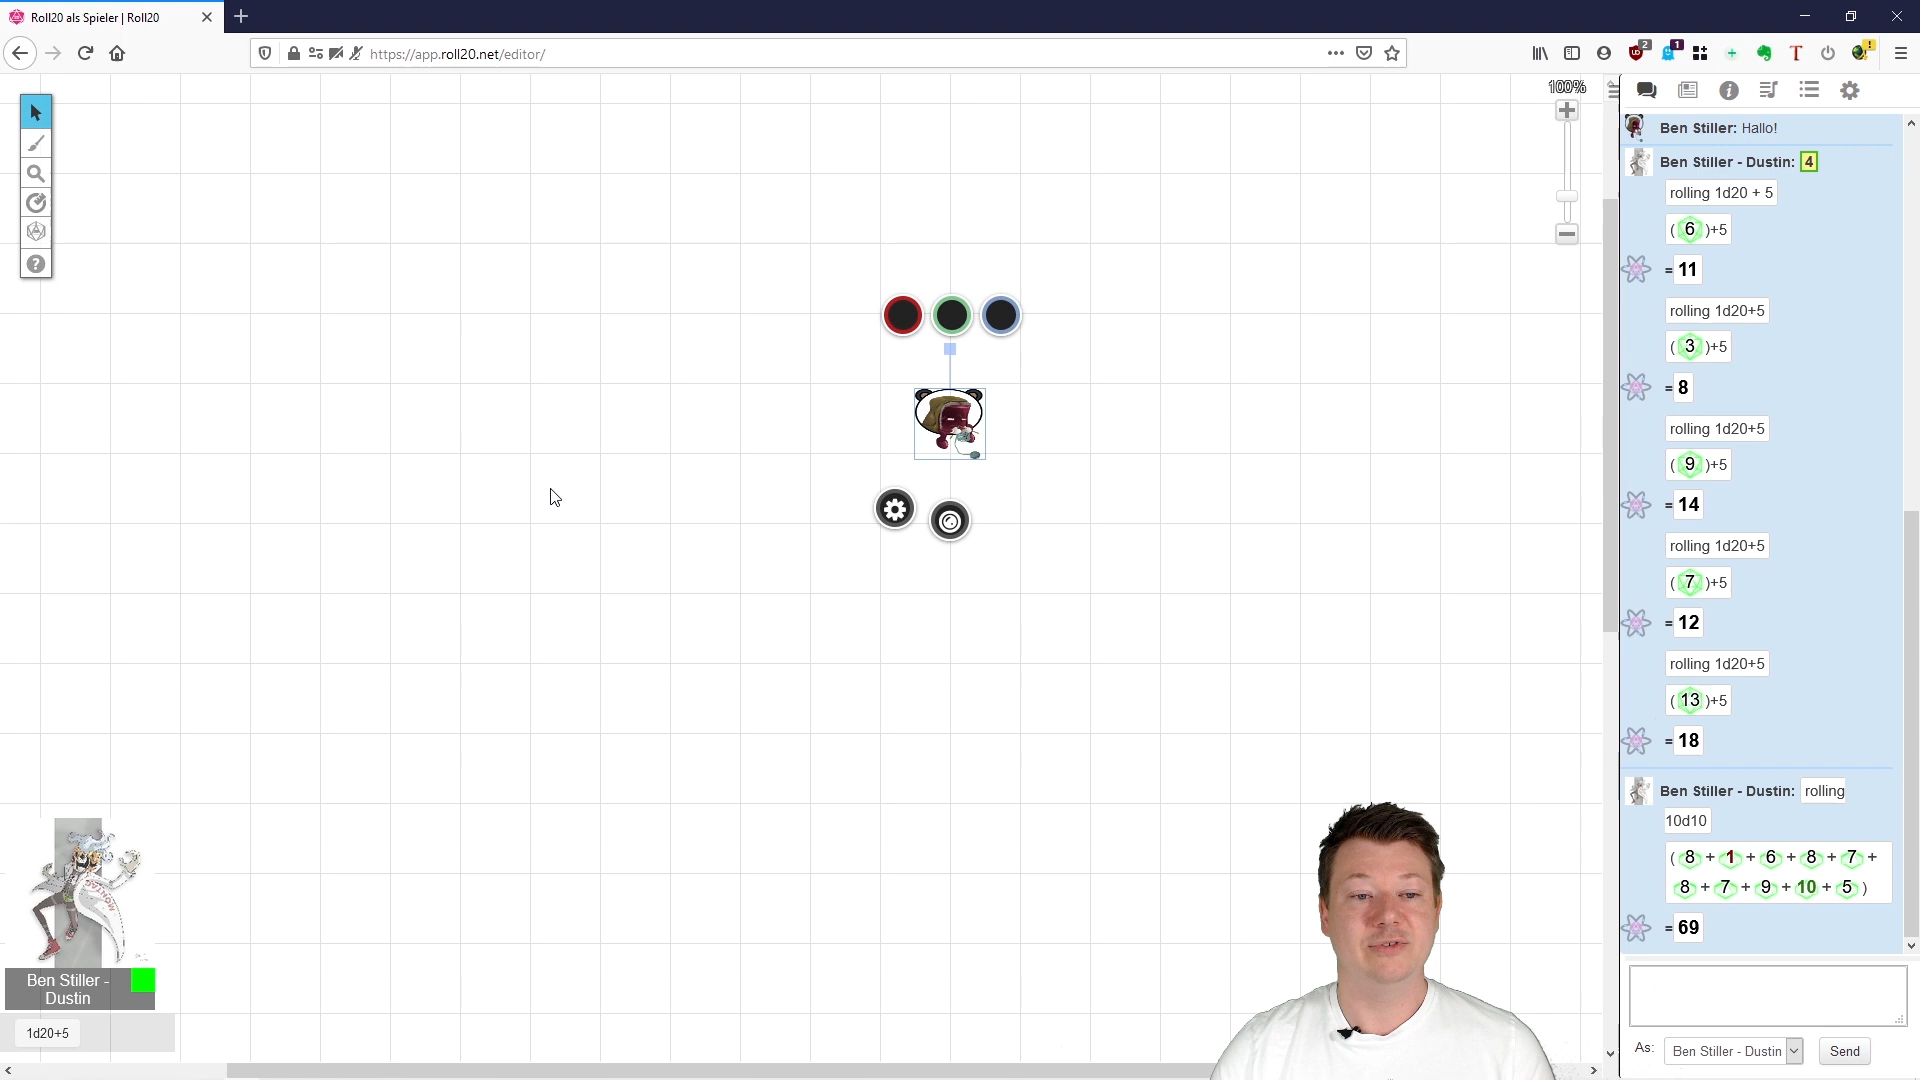 Roll20 als Spieler | Roll20
https://app.roll20.net/editor/
2
1
!
100%
Ben Stiller: Hallo!
Ben Stiller - Dustin: 4
rolling 1d20 + 5
( 6 )+5
= 11
rolling 1d20+5
( 3 )+5
= 8
rolling 1d20+5
( 9 )+5
= 14
rolling 1d20+5
( 7 )+5
= 12
rolling 1d20+5
( 13 )+5
= 18
Ben Stiller - Dustin: rolling
10d10
( 8 + 1 + 6 + 8 + 7 +
8 + 7 + 9 + 10 + 5 )
= 69
Ben Stiller -
Dustin
1d20+5
As: Ben Stiller - Dustin Send